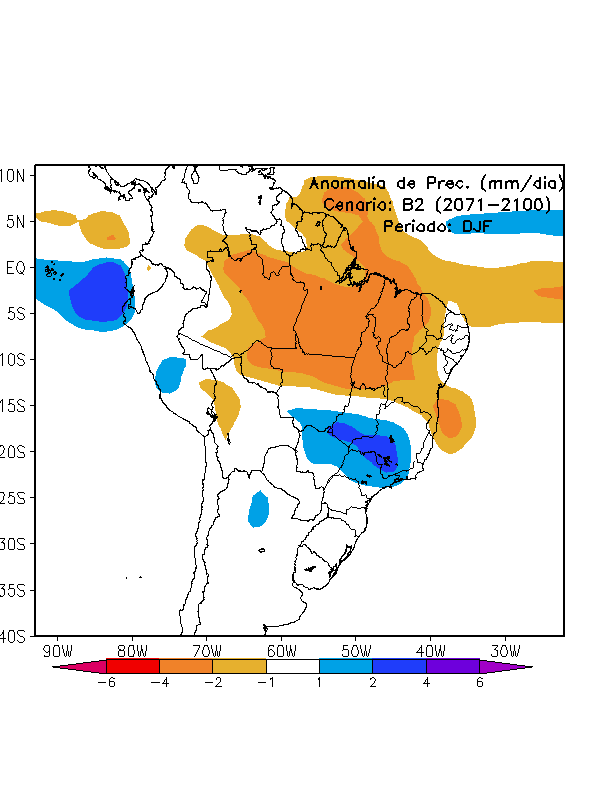 Anomalia de Prec. (mm/dia)
Cenario: B2 (2071-2100)
Periodo: DJF
10N
5N
EQ
5S
10S
15S
20S
25S
30S
35S
40S
90W 80W 70W 60W 50W 40W 30W
-6 -4 -2 -1 1 2 4 6